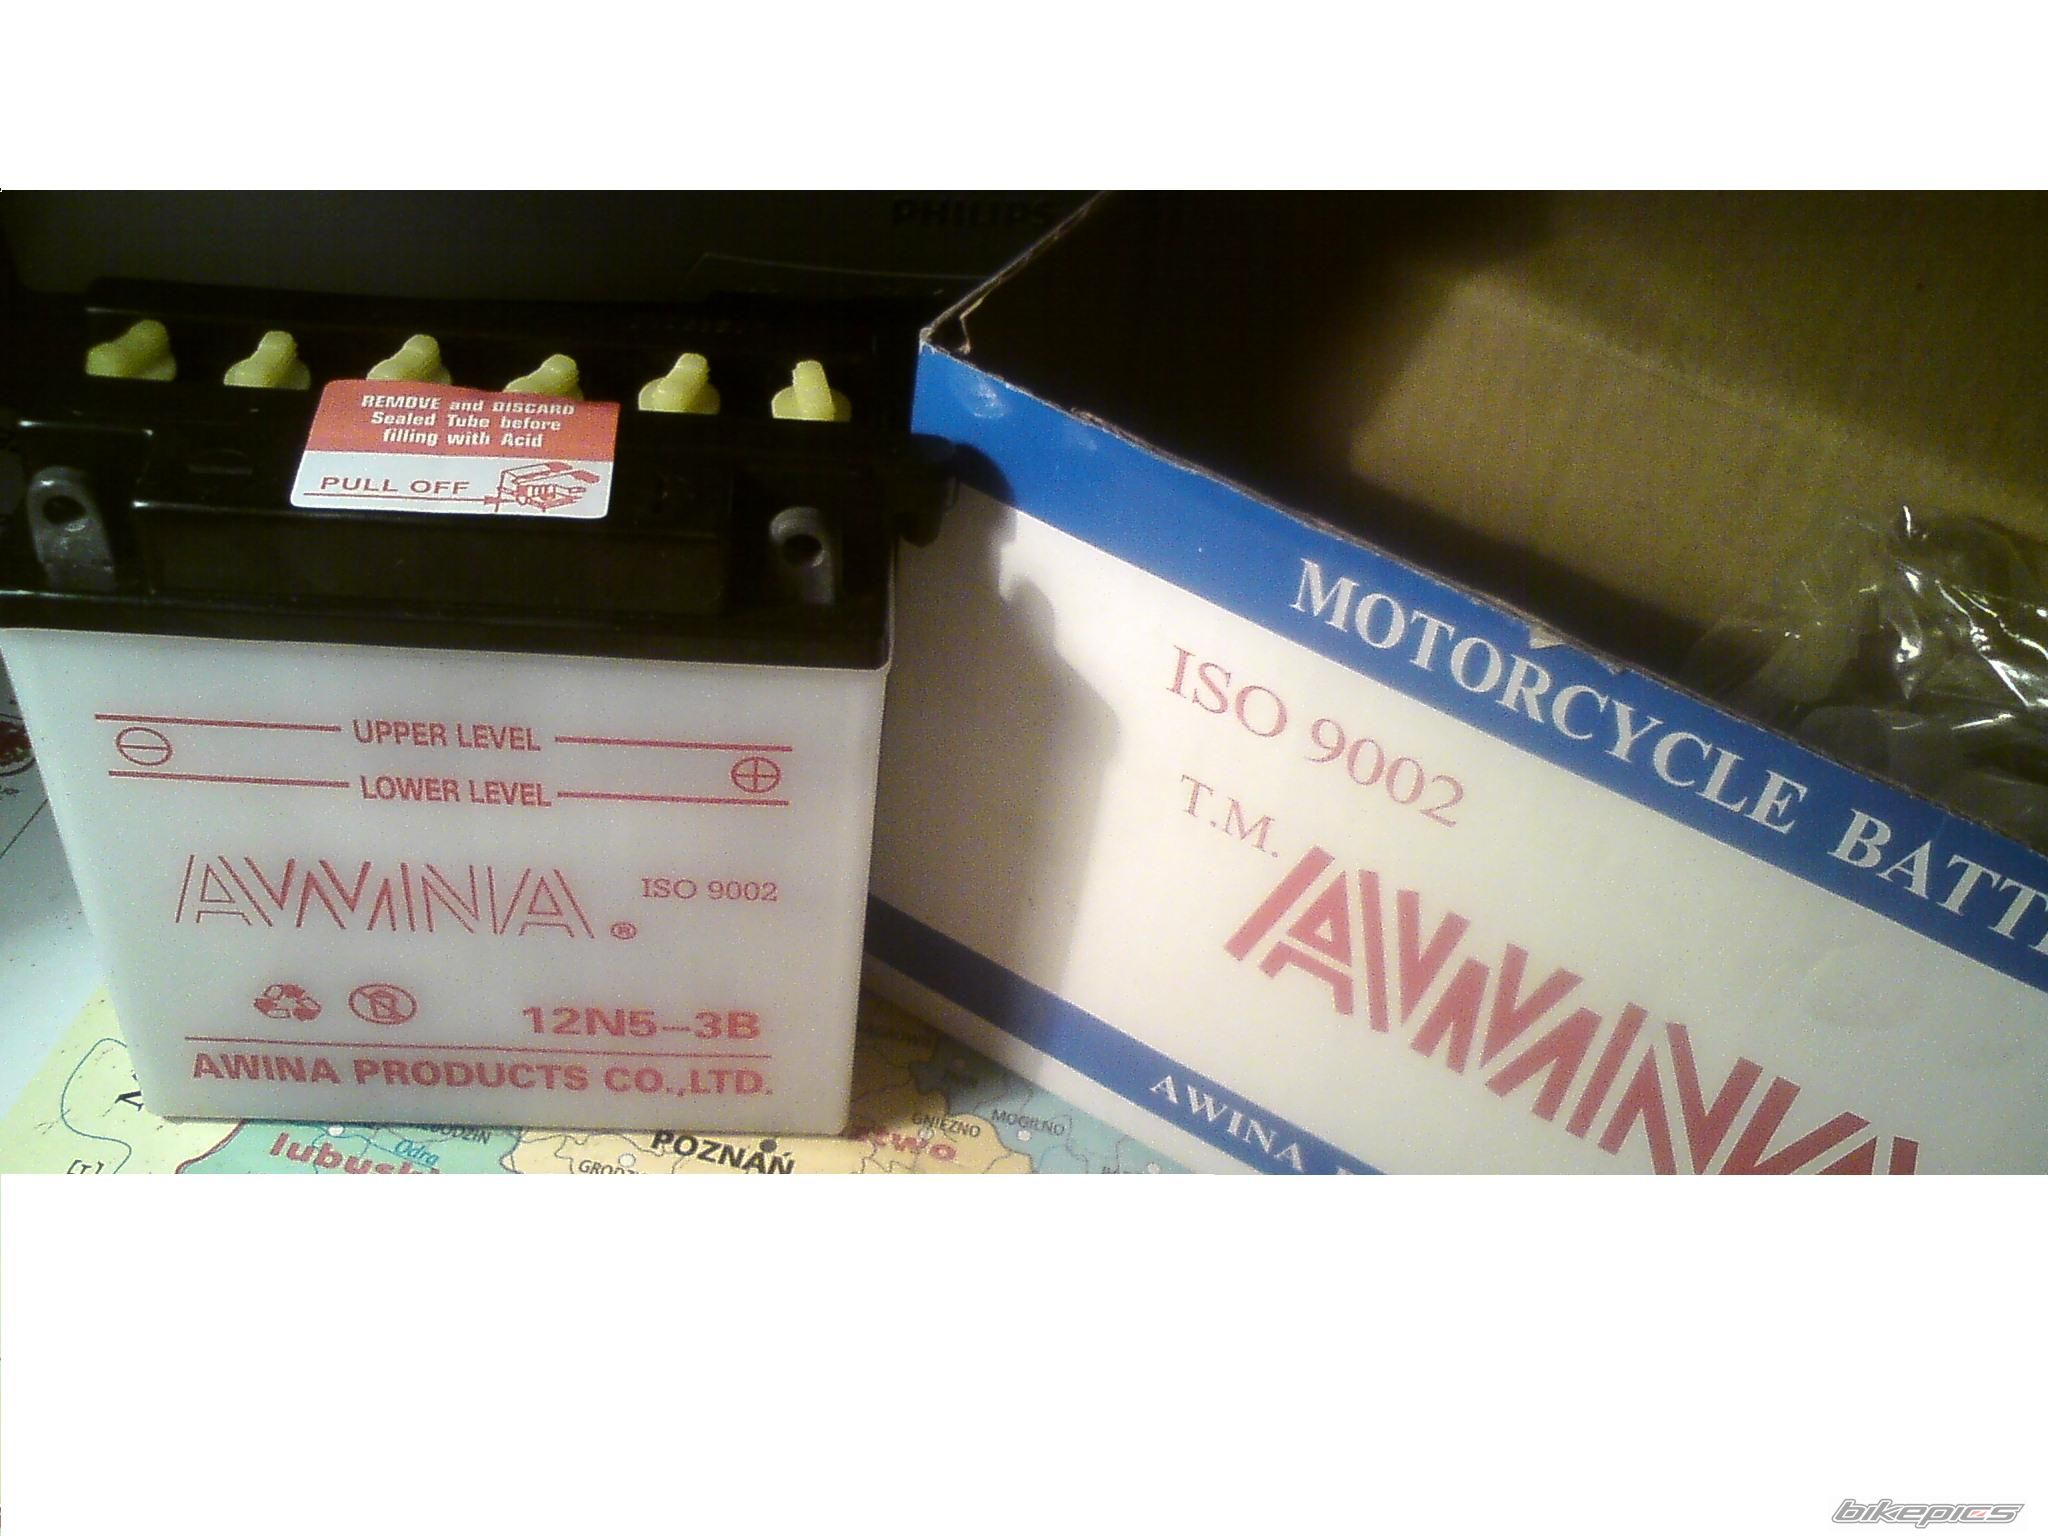 PHILIPS
REMOVE and DISCARD
Sealed Tube before
filling with Acid
PULL OFF
UPPER LEVEL
LOWER LEVEL
AWINA® ISO 9002
12N5-3B
AWINA PRODUCTS CO.,LTD.
MOTORCYCLE BATT
ISO 9002
T.M.
AWINA
AWINA
lubusk
Odra
POZNAŃ
GNIEZNO
MOGILNO
bikepics